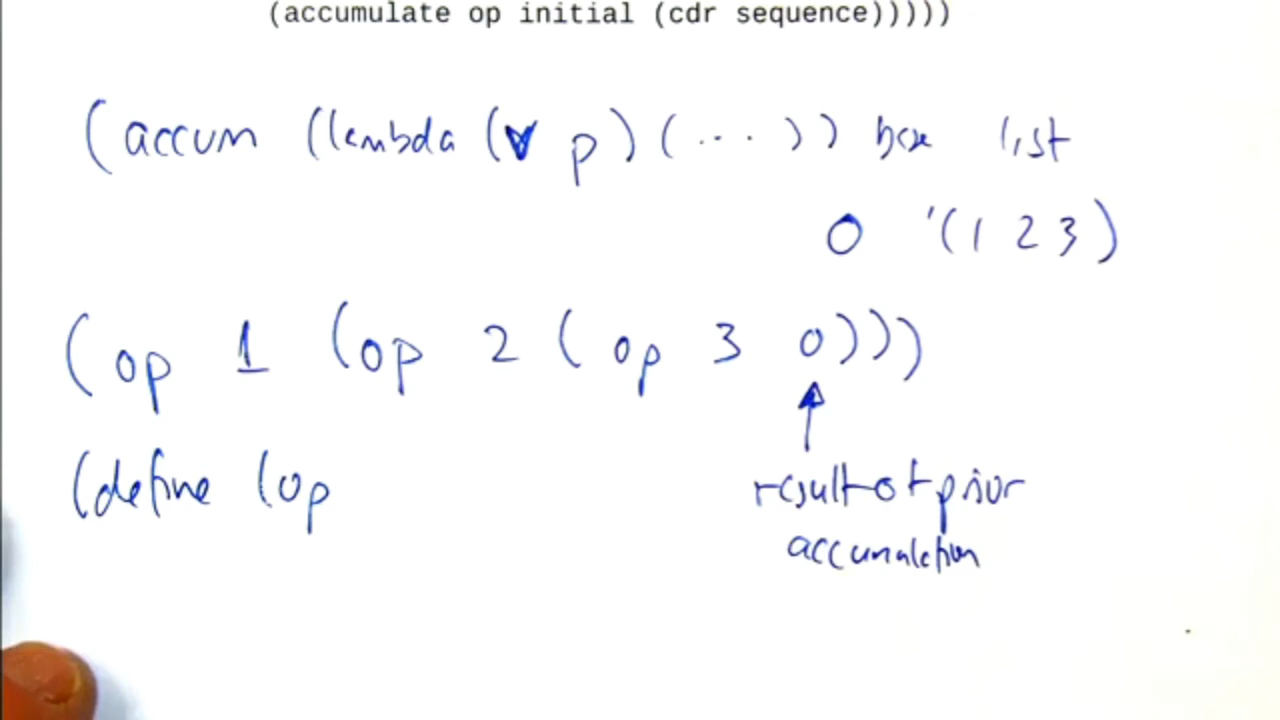 (accumulate op initial (cdr sequence)))))
(accum (lambda (v p) (...)) base list
0 '(1 2 3)
(op 1 (op 2 (op 3 0)))
(define (op
result of prior
accumulation